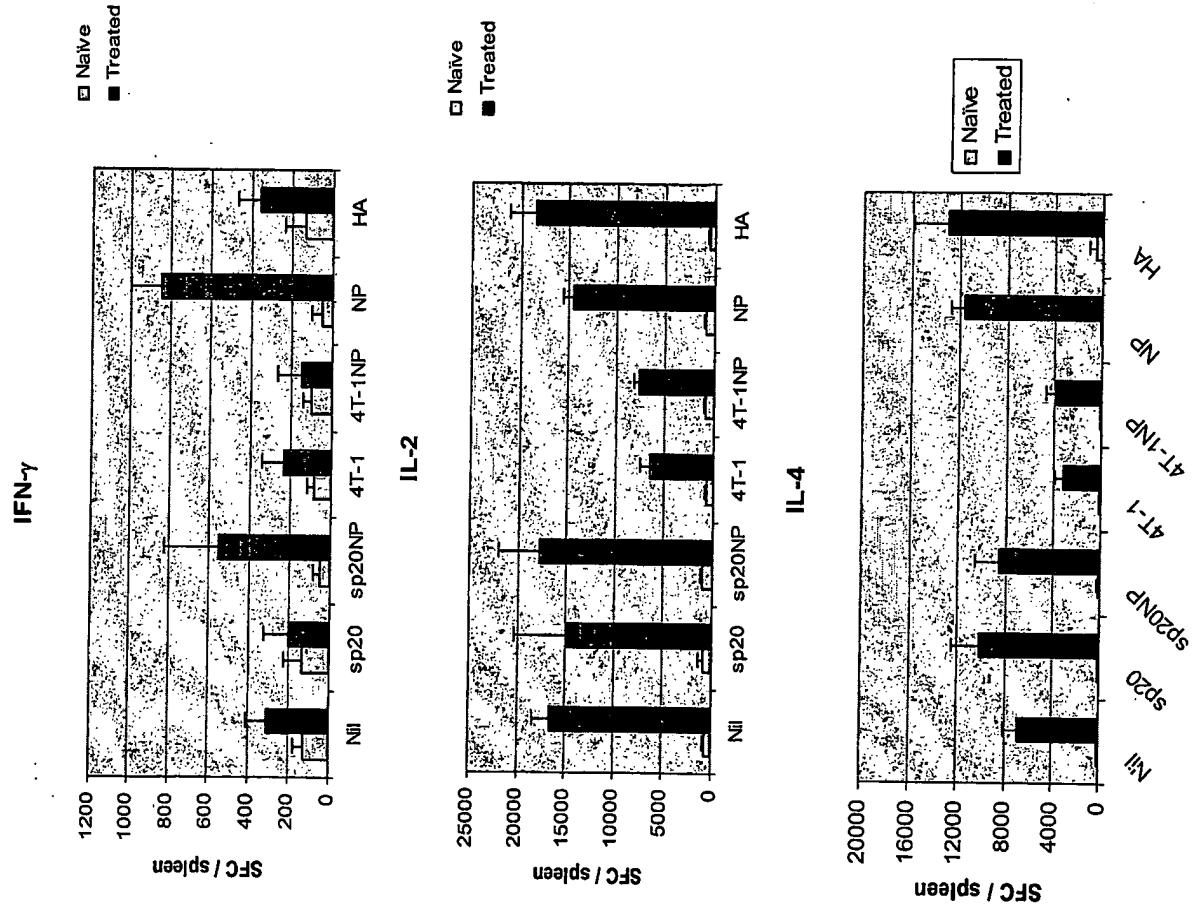 IFN-γ
□ Naïve
■ Treated
SFC / spleen
1200
1000
800
600
400
200
0
Nil
sp20
sp20NP
4T-1
4T-1NP
NP
HA
IL-2
□ Naïve
■ Treated
SFC / spleen
25000
20000
15000
10000
5000
0
Nil
sp20
sp20NP
4T-1
4T-1NP
NP
HA
IL-4
□ Naïve
■ Treated
SFC / spleen
20000
16000
12000
8000
4000
0
Nil
sp20
sp20NP
4T-1
4T-1NP
NP
HA